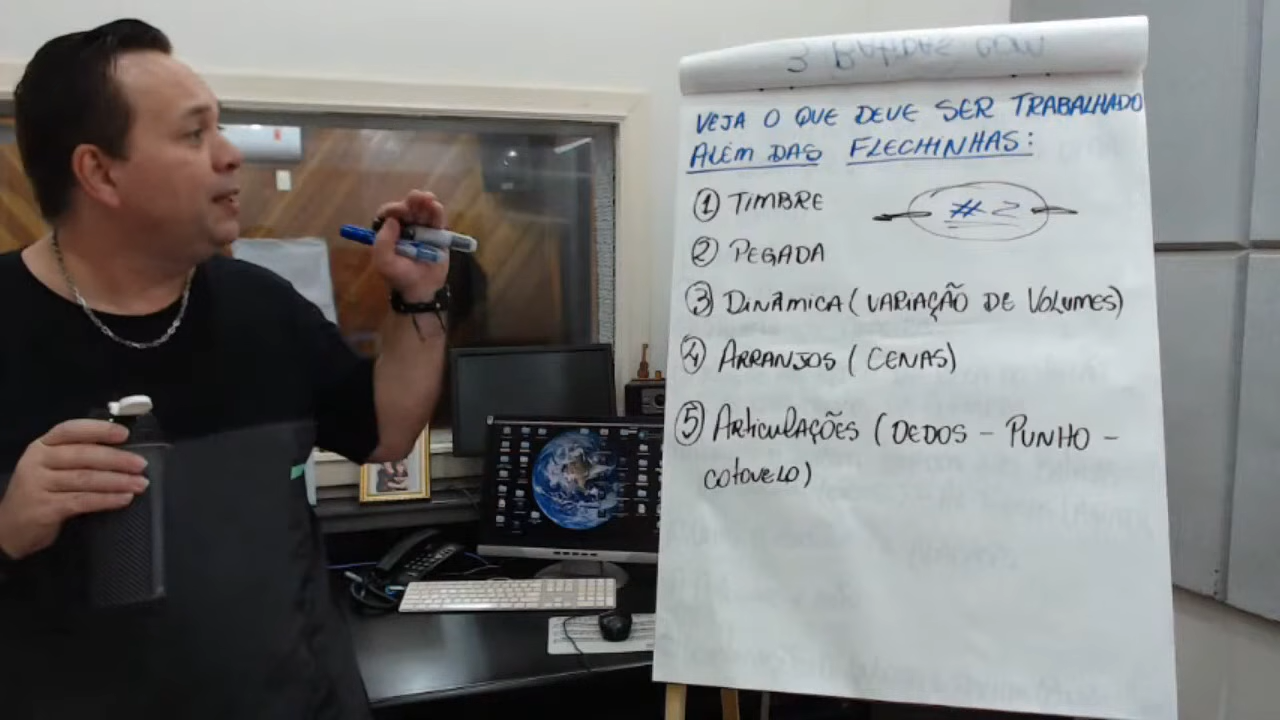 VEJA O QUE DEVE SER TRABALHADO
ALÉM DAS FLECHINHAS:
① TIMBRE
#2
② PEGADA
③ DINÂMICA (VARIAÇÃO DE VOLUMES)
④ ARRANJOS (CENAS)
⑤ ARTICULAÇÕES (DEDOS - PUNHO -
COTOVELO)